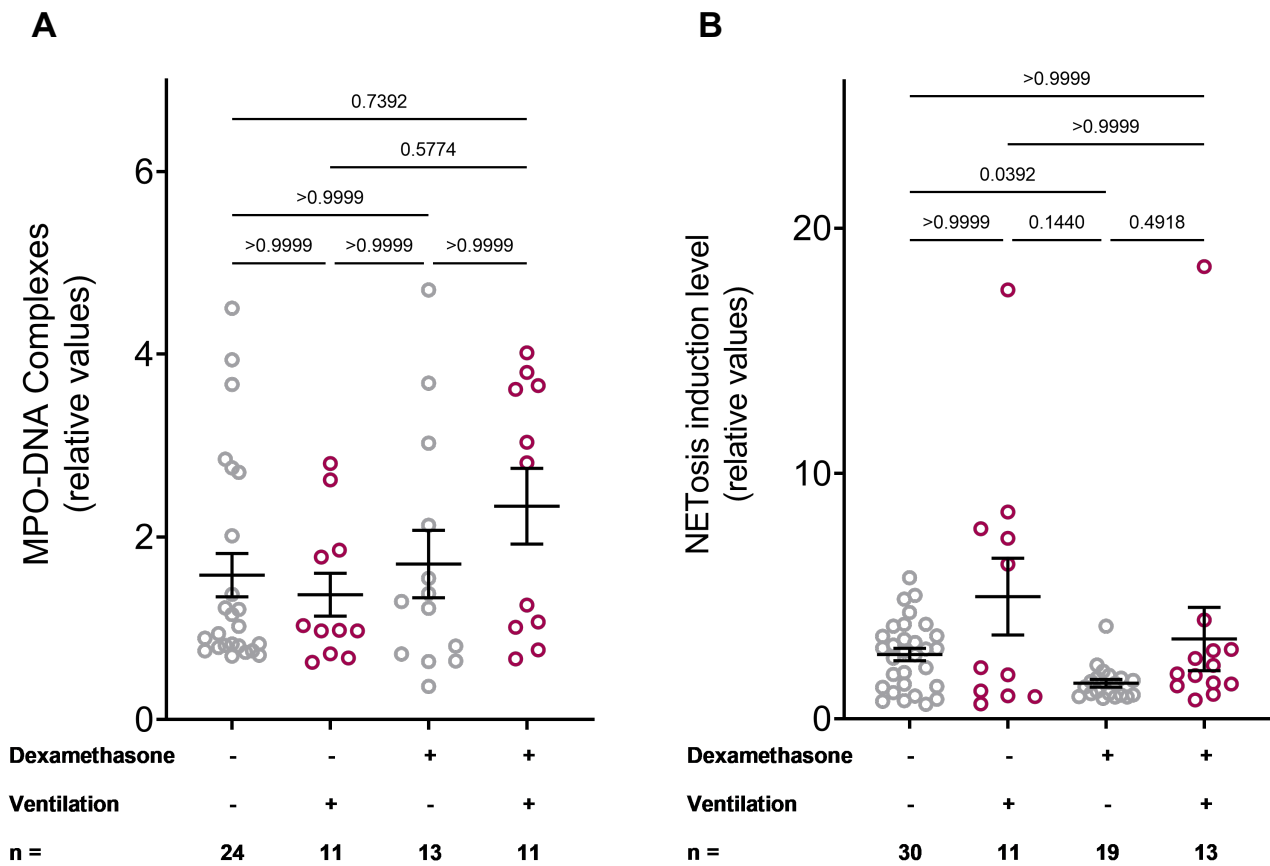 A
MPO-DNA Complexes
(relative values)
6
4
2
0
0.7392
0.5774
>0.9999
>0.9999 >0.9999 >0.9999
Dexamethasone - - + +
Ventilation - + - +
n = 24 11 13 11
B
NETosis induction level
(relative values)
20
10
0
>0.9999
>0.9999
0.0392
>0.9999 0.1440 0.4918
Dexamethasone - - + +
Ventilation - + - +
n = 30 11 19 13